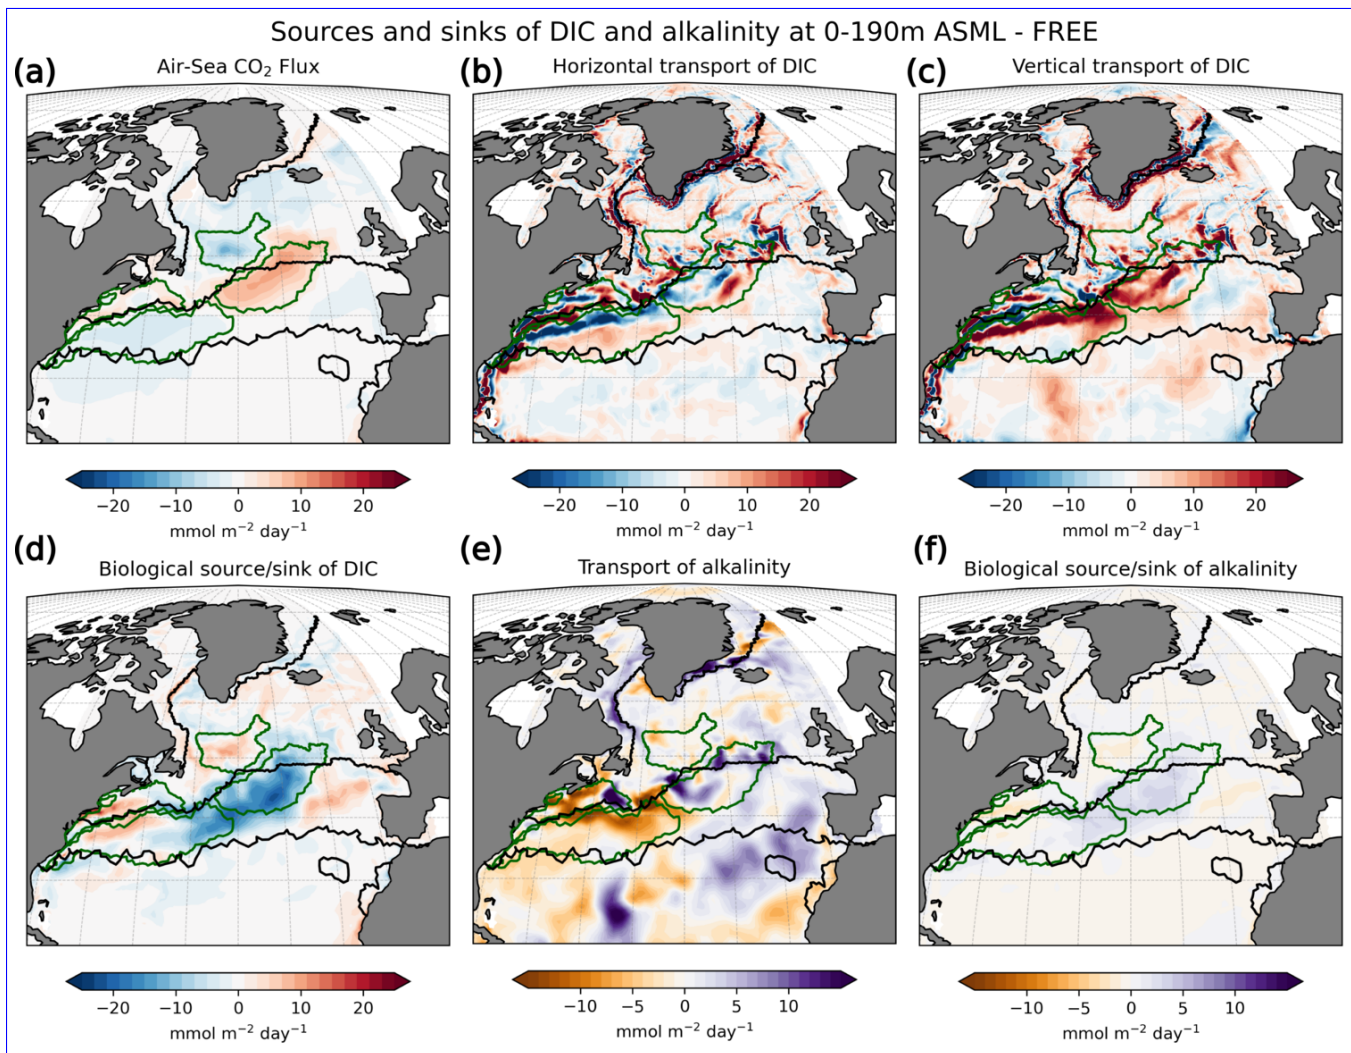 Sources and sinks of DIC and alkalinity at 0-190m ASML - FREE
(a) Air-Sea CO₂ Flux
(b) Horizontal transport of DIC
(c) Vertical transport of DIC
−20 −10 0 10 20
mmol m⁻² day⁻¹
−20 −10 0 10 20
mmol m⁻² day⁻¹
−20 −10 0 10 20
mmol m⁻² day⁻¹
(d) Biological source/sink of DIC
(e) Transport of alkalinity
(f) Biological source/sink of alkalinity
−20 −10 0 10 20
mmol m⁻² day⁻¹
−10 −5 0 5 10
mmol m⁻² day⁻¹
−10 −5 0 5 10
mmol m⁻² day⁻¹